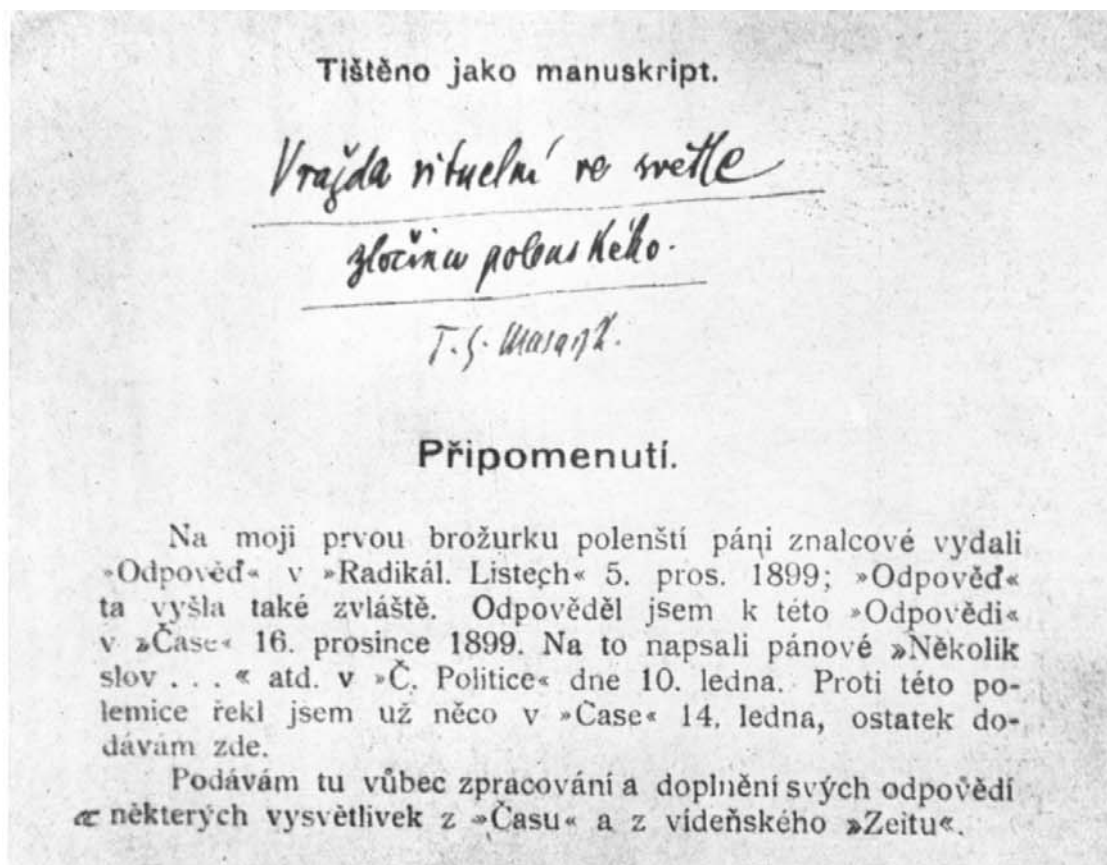 Tištěno jako manuskript.
Vražda rituelní ve světle
zločinu polenského.
T. G. Masaryk.
Připomenutí.
Na moji prvou brožurku polenští páni znalcové vydali
»Odpověď« v »Radikál. Listech« 5. pros. 1899; »Odpověď«
ta vyšla také zvláště. Odpověděl jsem k této »Odpovědi«
v »Čase« 16. prosince 1899. Na to napsali pánové »Několik
slov . . . « atd. v »Č. Politice« dne 10. ledna. Proti této po-
lemice řekl jsem už něco v »Čase« 14. ledna, ostatek do-
dávám zde.
Podávám tu vůbec zpracování a doplnění svých odpovědí
a některých vysvětlivek z »Času« a z vídeňského »Zeitu«.